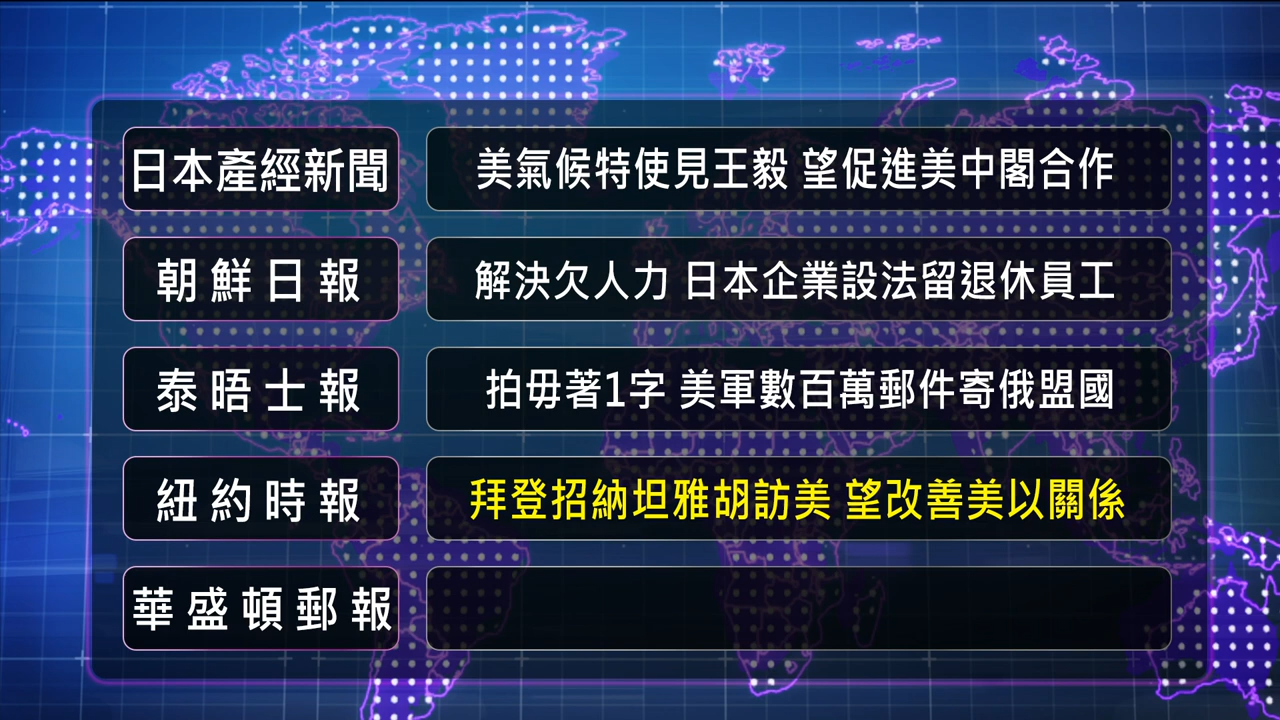 日本產經新聞 美氣候特使見王毅 望促進美中閣合作
朝鮮日報 解決欠人力 日本企業設法留退休員工
泰晤士報 拍毋著1字 美軍數百萬郵件寄俄盟國
紐約時報 拜登招納坦雅胡訪美 望改善美以關係
華盛頓郵報